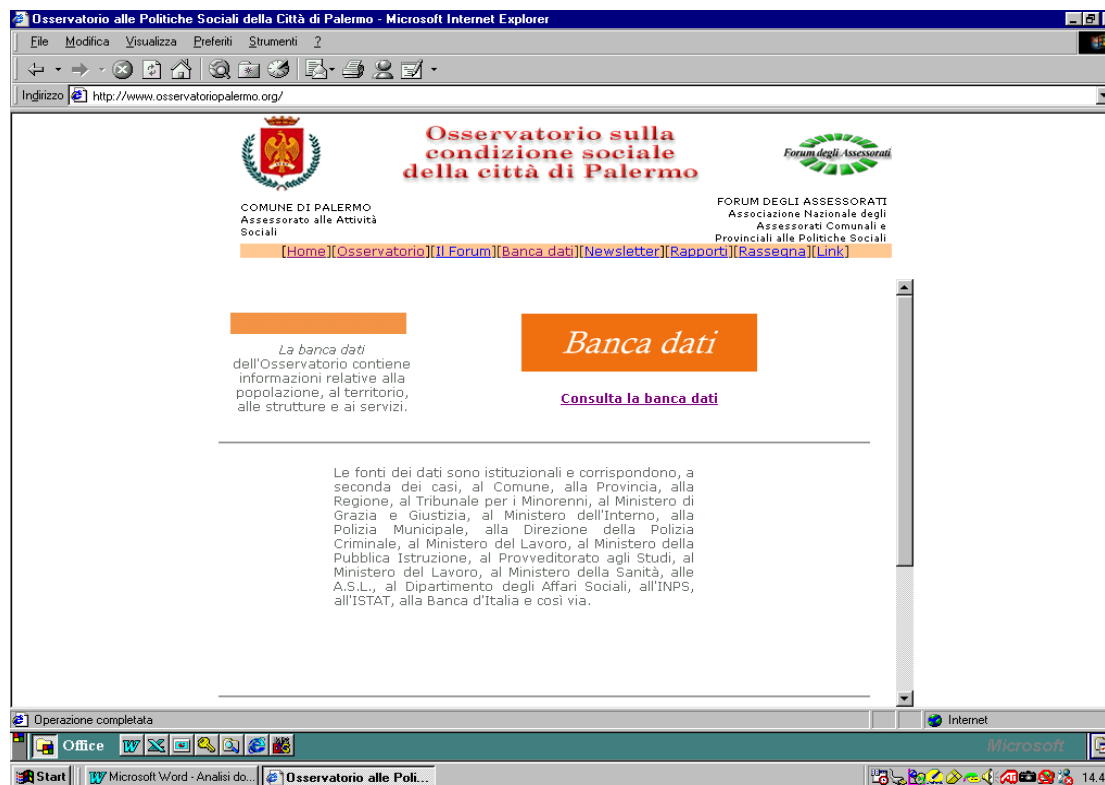 Osservatorio alle Politiche Sociali della Città di Palermo - Microsoft Internet Explorer
File Modifica Visualizza Preferiti Strumenti ?
Indirizzo http://www.osservatoriopalermo.org/
Osservatorio sulla
condizione sociale
della città di Palermo
Forum degli Assessorati
COMUNE DI PALERMO
Assessorato alle Attività
Sociali
FORUM DEGLI ASSESSORATI
Associazione Nazionale degli
Assessorati Comunali e
Provinciali alle Politiche Sociali
[Home][Osservatorio][Il Forum][Banca dati][Newsletter][Rapporti][Rassegna][Link]
La banca dati
dell'Osservatorio contiene
informazioni relative alla
popolazione, al territorio,
alle strutture e ai servizi.
Banca dati
Consulta la banca dati
Le fonti dei dati sono istituzionali e corrispondono, a
seconda dei casi, al Comune, alla Provincia, alla
Regione, al Tribunale per i Minorenni, al Ministero di
Grazia e Giustizia, al Ministero dell'Interno, alla
Polizia Municipale, alla Direzione della Polizia
Criminale, al Ministero del Lavoro, al Ministero della
Pubblica Istruzione, al Provveditorato agli Studi, al
Ministero del Lavoro, al Ministero della Sanità, alle
A.S.L., al Dipartimento degli Affari Sociali, all'INPS,
all'ISTAT, alla Banca d'Italia e così via.
Operazione completata
Internet
Office
Microsoft
Start
Microsoft Word - Analisi do...
Osservatorio alle Poli...
14.4